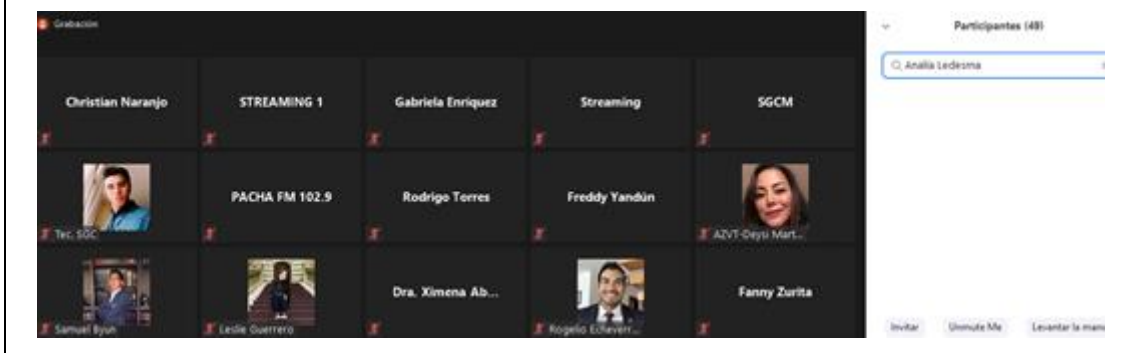 Grabación
Participantes (49)
Analía Ledesma
Christian Naranjo
STREAMING 1
Gabriela Enriquez
Streaming
SGCM
Tec. SGC
PACHA FM 102.9
Rodrigo Torres
Freddy Yandún
AZVT-Deysi Mart...
Samuel Byun
Leslie Guerrero
Dra. Ximena Ab...
Rogelio Echeverr...
Fanny Zurita
Invitar
Unmute Me
Levantar la mano